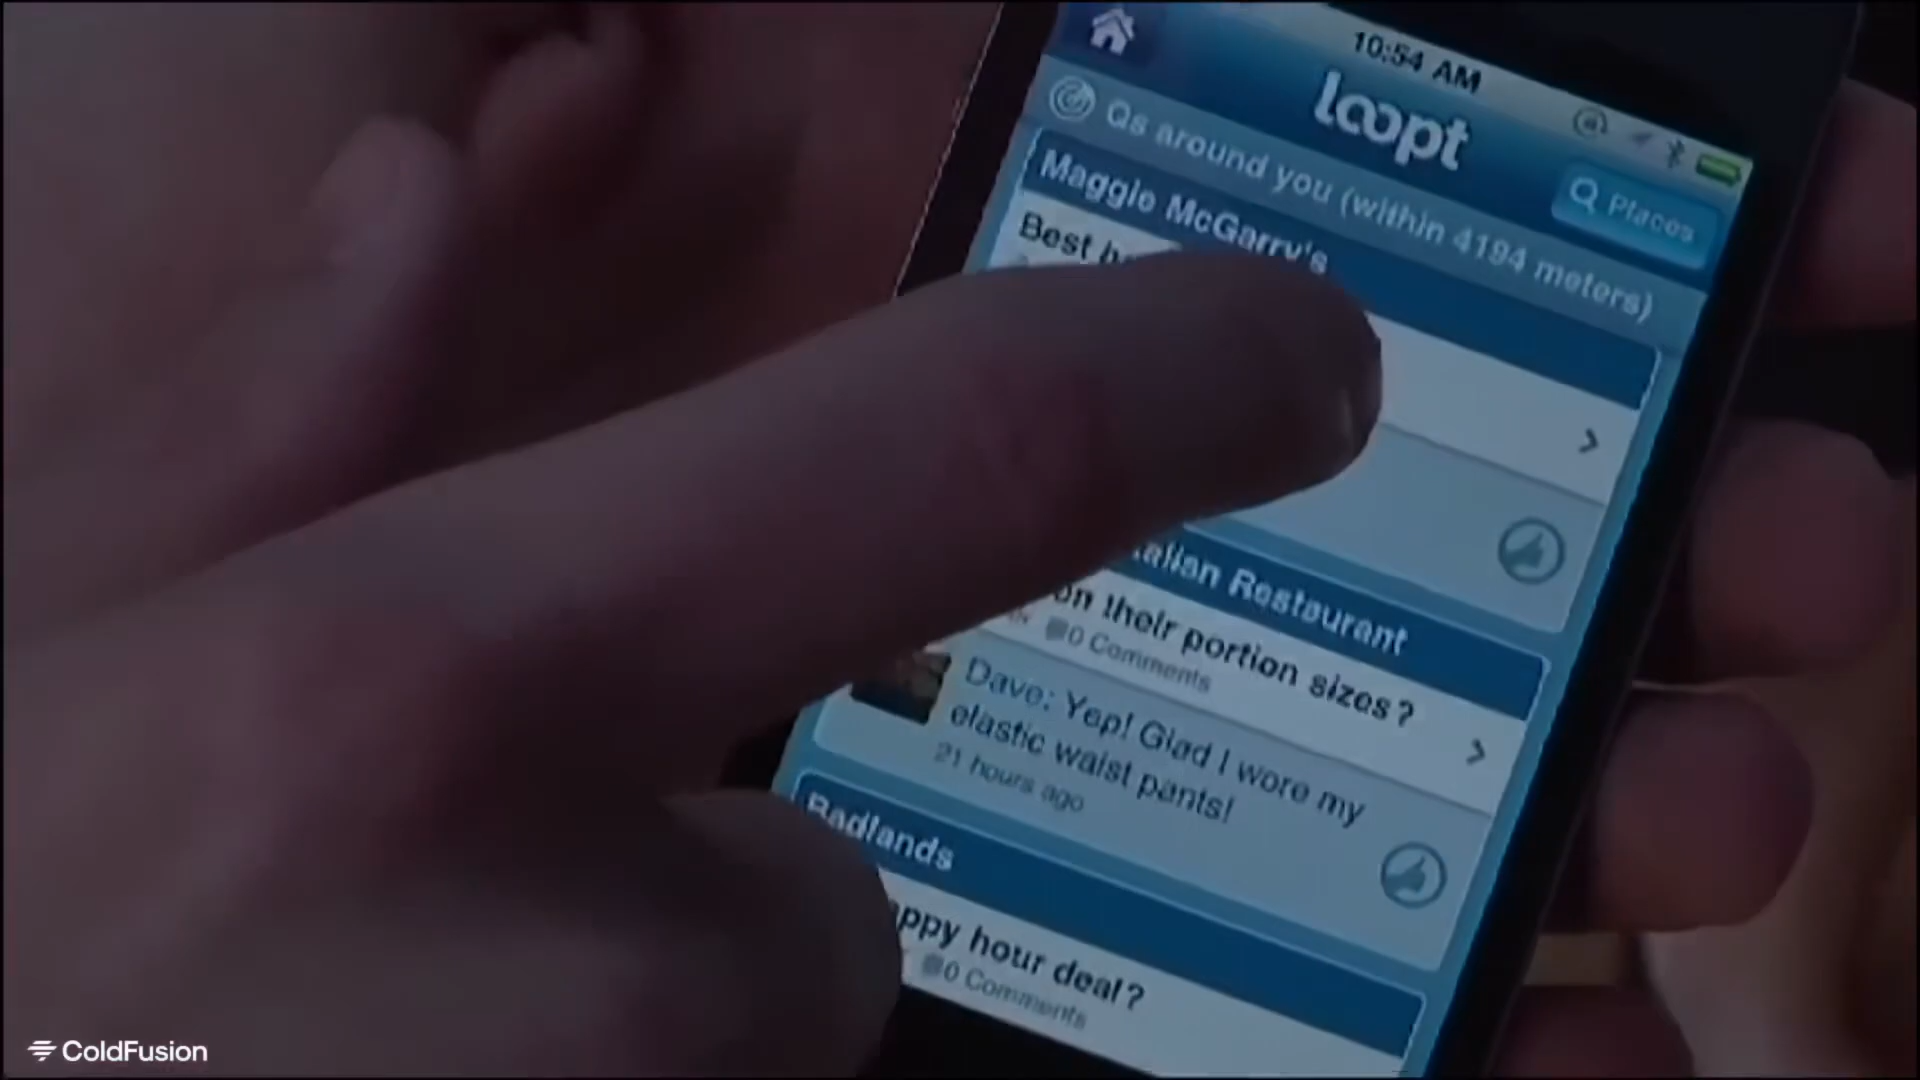 10:54 AM
loopt
Places
Qs around you (within 4194 meters)
Maggie McGarry's
Best
Italian Restaurant
on their portion sizes?
0 Comments
Dave: Yep! Glad I wore my
elastic waist pants!
21 hours ago
Badlands
appy hour deal?
0 Comments
ColdFusion